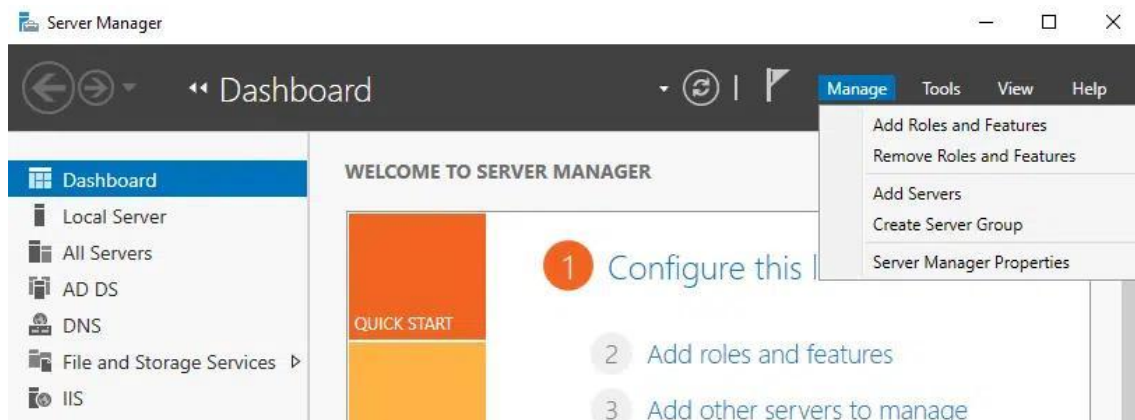 Server Manager
Dashboard
Manage Tools View Help
Add Roles and Features
Remove Roles and Features
Add Servers
Create Server Group
Server Manager Properties
Dashboard
Local Server
All Servers
AD DS
DNS
File and Storage Services
IIS
WELCOME TO SERVER MANAGER
QUICK START
1 Configure this
2 Add roles and features
3 Add other servers to manage